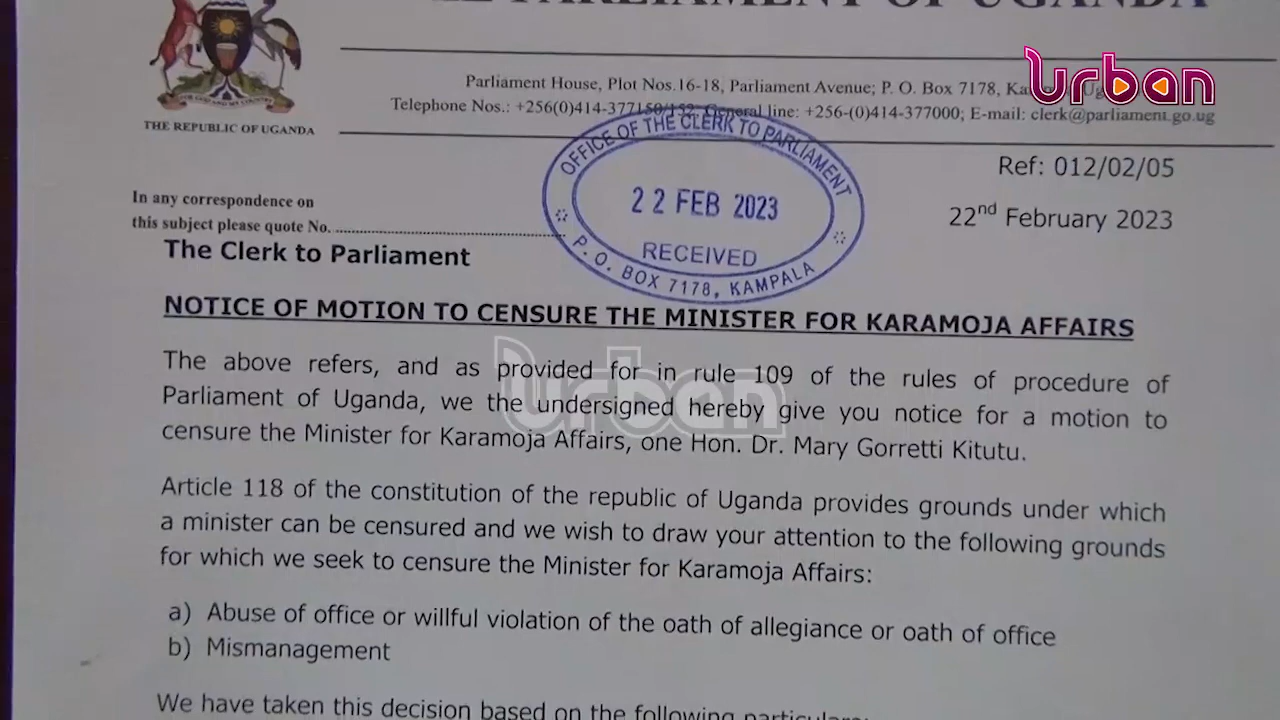 PARLIAMENT OF UGANDA
urban
Parliament House, Plot Nos.16-18, Parliament Avenue; P. O. Box 7178,
Telephone Nos.: +256(0)414-377150/152; General line: +256-(0)414-377000; E-mail: clerk@parliament.go.ug
THE REPUBLIC OF UGANDA
OFFICE OF THE CLERK TO PARLIAMENT
22 FEB 2023
RECEIVED
P. O. BOX 7178, KAMPALA
Ref: 012/02/05
In any correspondence on
this subject please quote No.
22nd February 2023
The Clerk to Parliament
NOTICE OF MOTION TO CENSURE THE MINISTER FOR KARAMOJA AFFAIRS
The above refers, and as provided for in rule 109 of the rules of procedure of
Parliament of Uganda, we the undersigned hereby give you notice for a motion to
censure the Minister for Karamoja Affairs, one Hon. Dr. Mary Gorretti Kitutu.
urban
Article 118 of the constitution of the republic of Uganda provides grounds under which
a minister can be censured and we wish to draw your attention to the following grounds
for which we seek to censure the Minister for Karamoja Affairs:
a) Abuse of office or willful violation of the oath of allegiance or oath of office
b) Mismanagement
We have taken this decision based on the following particulars: